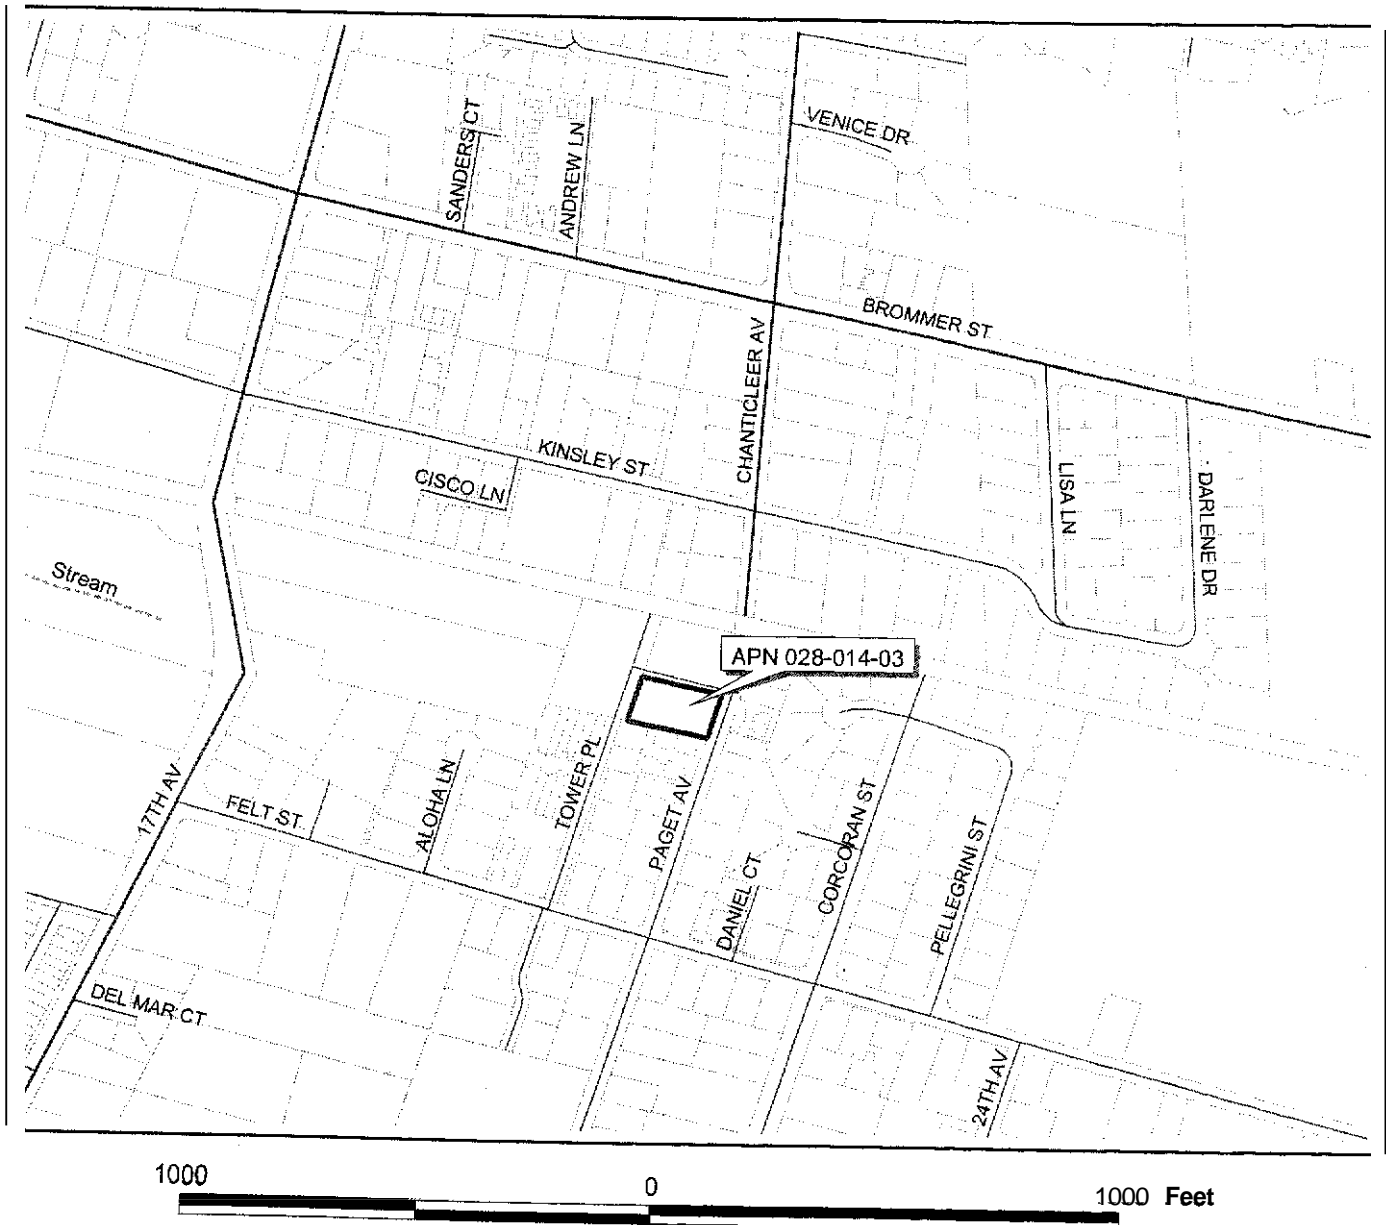 SANDERS CT
ANDREW LN
VENICE DR
BROMMER ST
CHANTICLEER AV
KINSLEY ST
CISCO LN
LISA LN
DARLENE DR
Stream
APN 028-014-03
17TH AV
FELT ST
ALOHA LN
TOWER PL
PAGET AV
DANIEL CT
CORCORAN ST
PELLEGRINI ST
DEL MAR CT
24TH AV
1000 0 1000 Feet